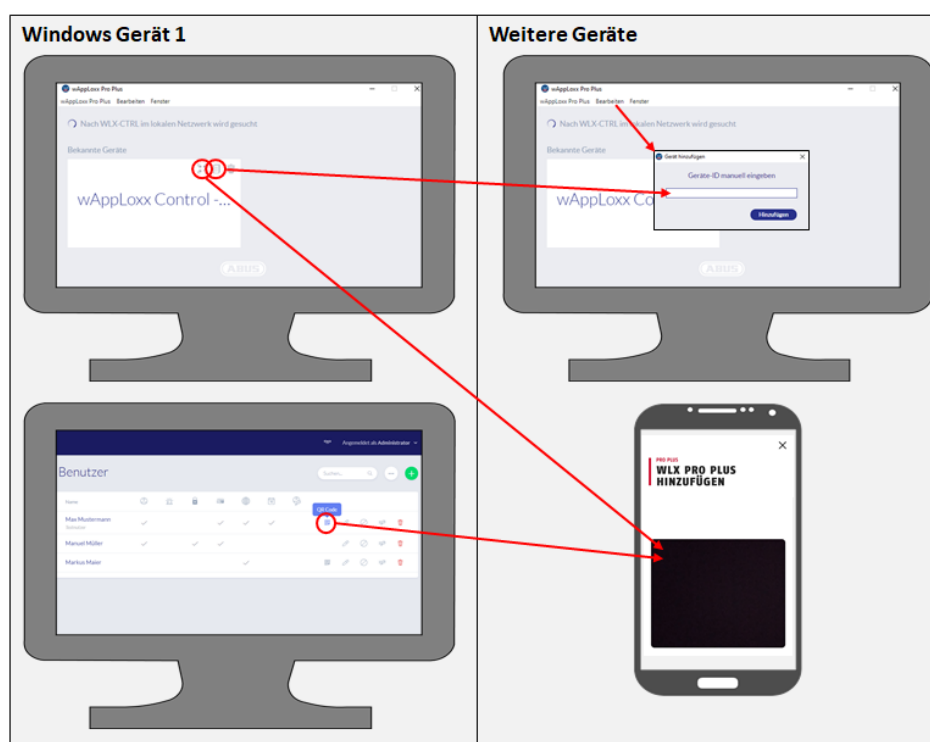 Windows Gerät 1
wAppLoxx Pro Plus
wAppLoxx Pro Plus Bearbeiten Fenster
Nach WLX-CTRL im lokalen Netzwerk wird gesucht
Bekannte Geräte
wAppLoxx Control -...
ABUS
Angemeldet als Administrator
Benutzer
Suchen...
Name
QR Code
Max Mustermann
Manuel Müller
Markus Maier
Weitere Geräte
wAppLoxx Pro Plus
wAppLoxx Pro Plus Bearbeiten Fenster
Nach WLX-CTRL im lokalen Netzwerk wird gesucht
Bekannte Geräte
Gerät hinzufügen
Geräte-ID manuell eingeben
wAppLoxx Co
Hinzufügen
ABUS
PRO PLUS
WLX PRO PLUS
HINZUFÜGEN